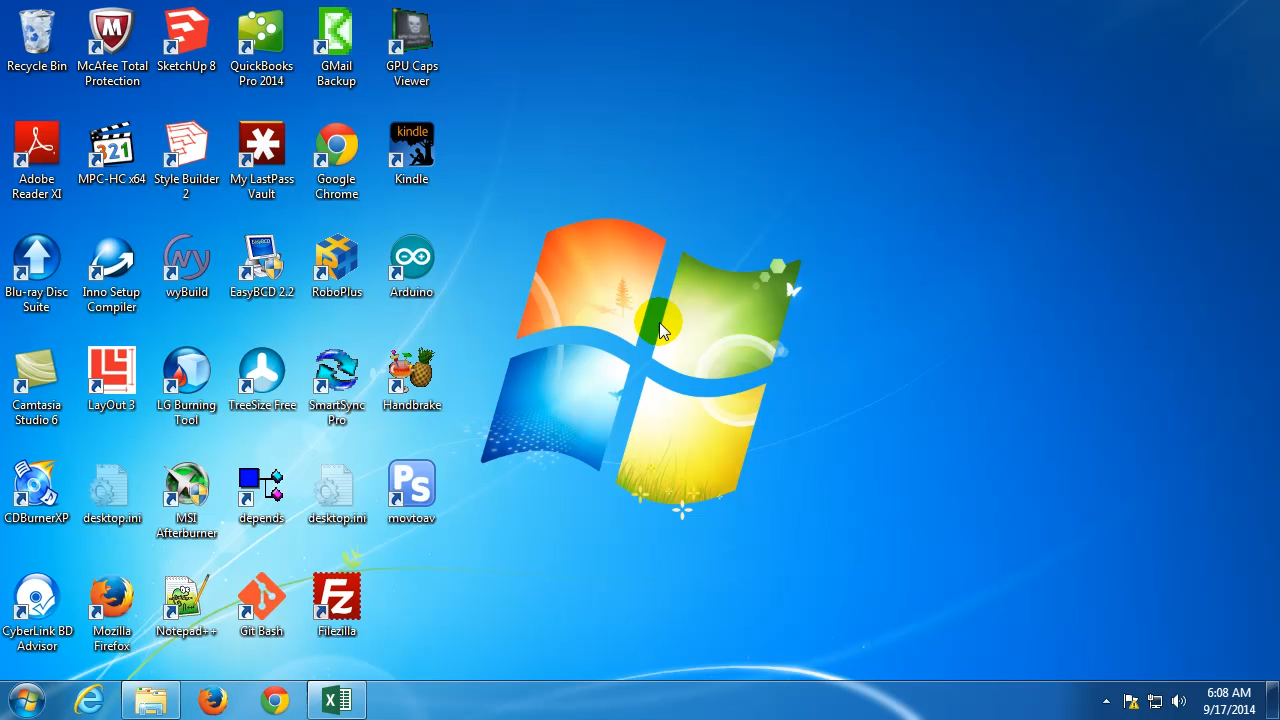 Recycle Bin
McAfee Total
Protection
SketchUp 8
QuickBooks
Pro 2014
GMail
Backup
GPU Caps
Viewer
Adobe
Reader XI
321
MPC-HC x64
Style Builder
2
My LastPass
Vault
Google
Chrome
kindle
Kindle
Blu-ray Disc
Suite
Inno Setup
Compiler
wy
wyBuild
EasyBCD 2.2
RoboPlus
Arduino
Camtasia
Studio 6
LayOut 3
LG Burning
Tool
TreeSize Free
SmartSync
Pro
Handbrake
CDBurnerXP
desktop.ini
MSI
Afterburner
depends
desktop.ini
PS
movtoav
CyberLink BD
Advisor
Mozilla
Firefox
Notepad++
Git Bash
FZ
Filezilla
6:08 AM
9/17/2014